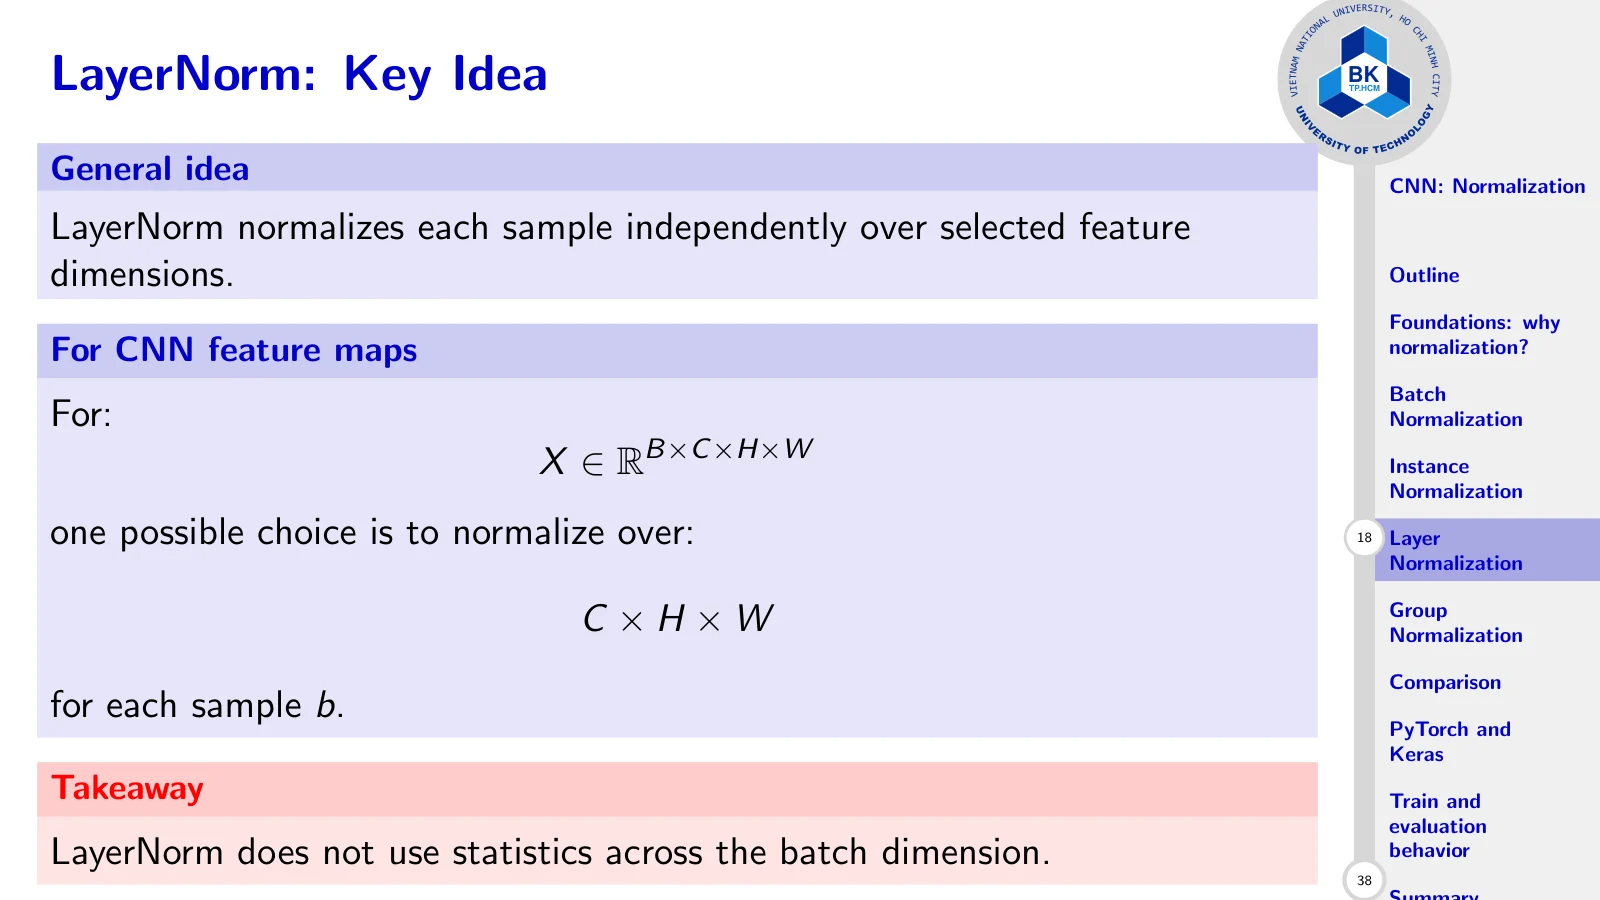 LayerNorm: Key Idea
General idea
LayerNorm normalizes each sample independently over selected feature
dimensions.
For CNN feature maps
For:
X ∈ ℝ^{B×C×H×W}
one possible choice is to normalize over:
C × H × W
for each sample b.
Takeaway
LayerNorm does not use statistics across the batch dimension.
VIETNAM NATIONAL UNIVERSITY, HO CHI MINH CITY
BK
TP.HCM
UNIVERSITY OF TECHNOLOGY
CNN: Normalization
Outline
Foundations: why
normalization?
Batch
Normalization
Instance
Normalization
18
Layer
Normalization
Group
Normalization
Comparison
PyTorch and
Keras
Train and
evaluation
behavior
38
Summary